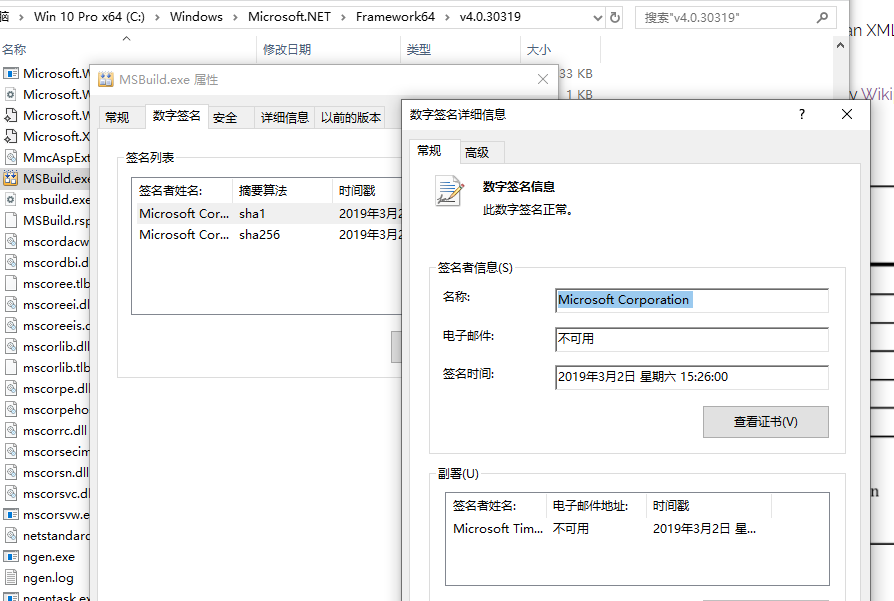 脑 › Win 10 Pro x64 (C:) › Windows › Microsoft.NET › Framework64 › v4.0.30319
搜索"v4.0.30319"
an XML
名称 修改日期 类型 大小
Microsoft.W
33 KB
MSBuild.exe 属性
Microsoft.W
1 KB
Wiki
常规 数字签名 安全 详细信息 以前的版本
数字签名详细信息 ?
Microsoft.W
Microsoft.X
常规 高级
签名列表
MmcAspExt
MSBuild.exe
签名者姓名: 摘要算法 时间戳
数字签名信息
msbuild.exe
此数字签名正常。
Microsoft Cor... sha1 2019年3月2
MSBuild.rsp
Microsoft Cor... sha256 2019年3月2
mscordacw
mscordbi.d
签名者信息(S)
mscoree.tlb
名称: Microsoft Corporation
mscoreei.dl
mscoreeis.d
电子邮件: 不可用
mscorlib.dll
mscorlib.tlb
签名时间: 2019年3月2日 星期六 15:26:00
mscorpe.dll
mscorpeho
查看证书(V)
mscorrc.dll
mscorsecim
副署(U)
mscorsn.dll
mscorsvc.dl
签名者姓名: 电子邮件地址: 时间戳
n
mscorsvw.e
Microsoft Tim... 不可用 2019年3月2日 星...
netstandard
ngen.exe
ngen.log
ngentask.ex